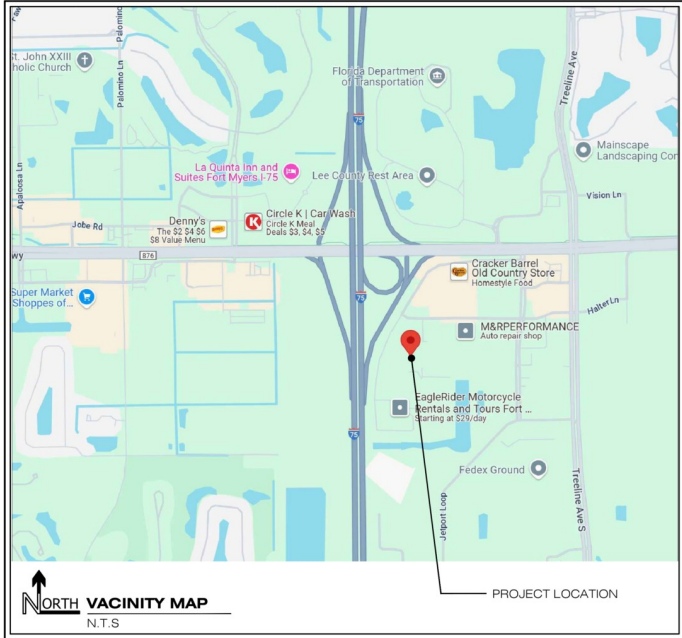 Palomino
St. John XXIII
holic Church
Palomino Ln
Florida Department
of Transportation
Treeline Ave
75
Mainscape
Landscaping Con
La Quinta Inn and
Suites Fort Myers I-75
Lee County Rest Area
Apaloosa Ln
Vision Ln
Denny's
The $2 $4 $6
$8 Value Menu
K
Circle K | Car Wash
Circle K Meal
Deals $3, $4, $5
Jobe Rd
wy
876
Cracker Barrel
Old Country Store
Homestyle Food
Super Market
Shoppes of...
75
Halter Ln
M&RPERFORMANCE
Auto repair shop
EagleRider Motorcycle
Rentals and Tours Fort ...
Starting at $29/day
75
Fedex Ground
Jetport Loop
Treeline Ave S
NORTH VACINITY MAP
N.T.S
PROJECT LOCATION